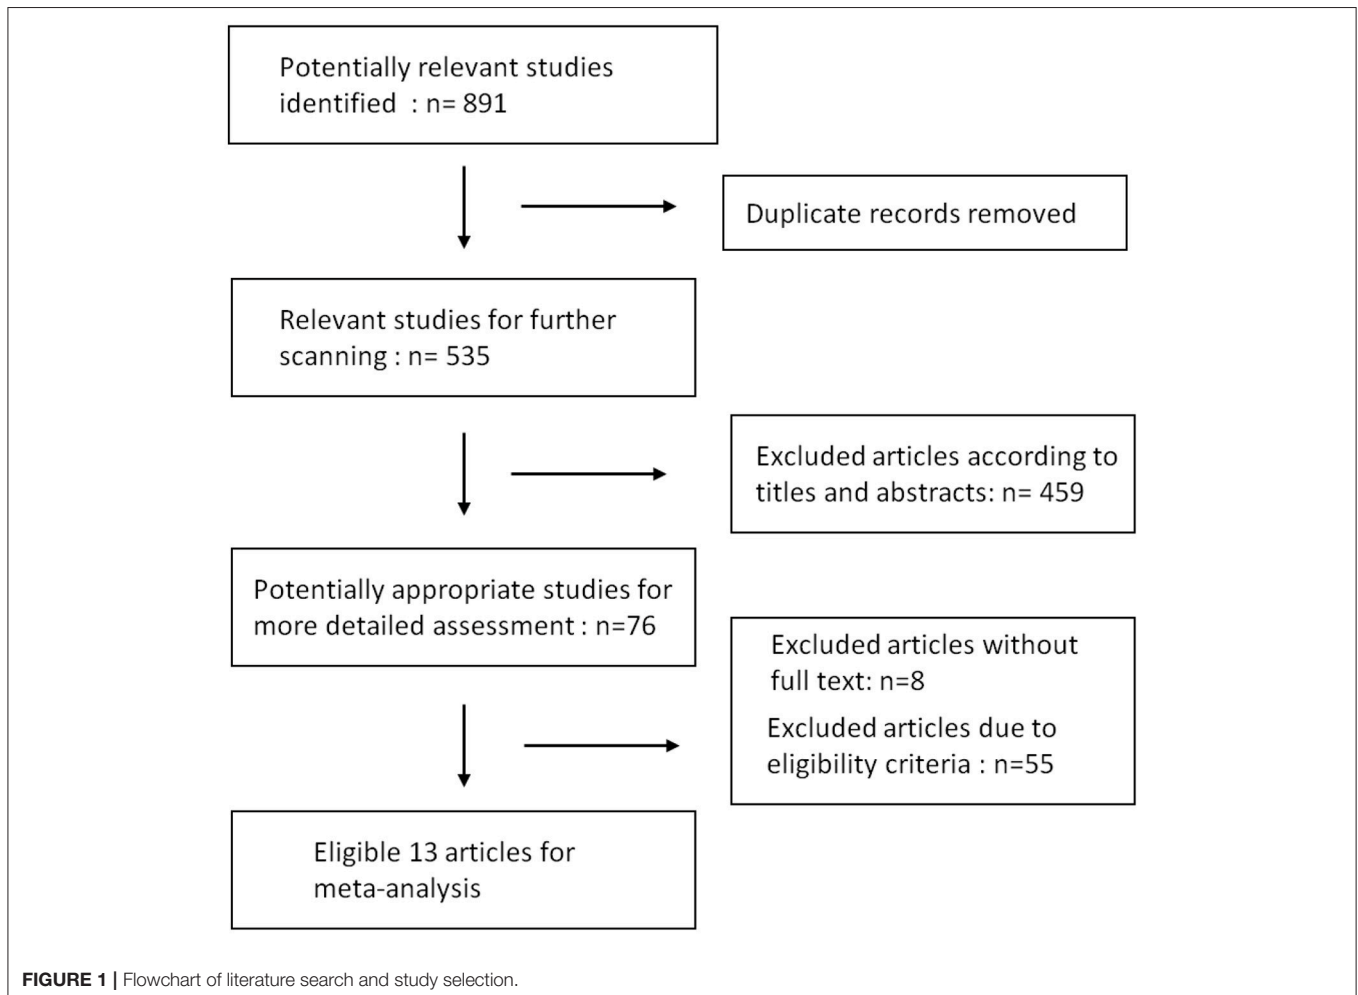 Potentially relevant studies
identified : n= 891
Duplicate records removed
Relevant studies for further
scanning : n= 535
Excluded articles according to
titles and abstracts: n= 459
Potentially appropriate studies for
more detailed assessment : n=76
Excluded articles without
full text: n=8
Excluded articles due to
eligibility criteria : n=55
Eligible 13 articles for
meta-analysis
FIGURE 1 | Flowchart of literature search and study selection.